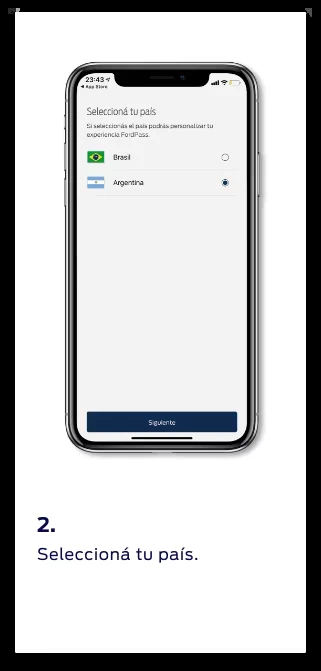 23:43
App Store
Seleccioná tu país
Si seleccionás el país podrás personalizar tu
experiencia FordPass.
Brasil
Argentina
Siguiente
2.
Seleccioná tu país.